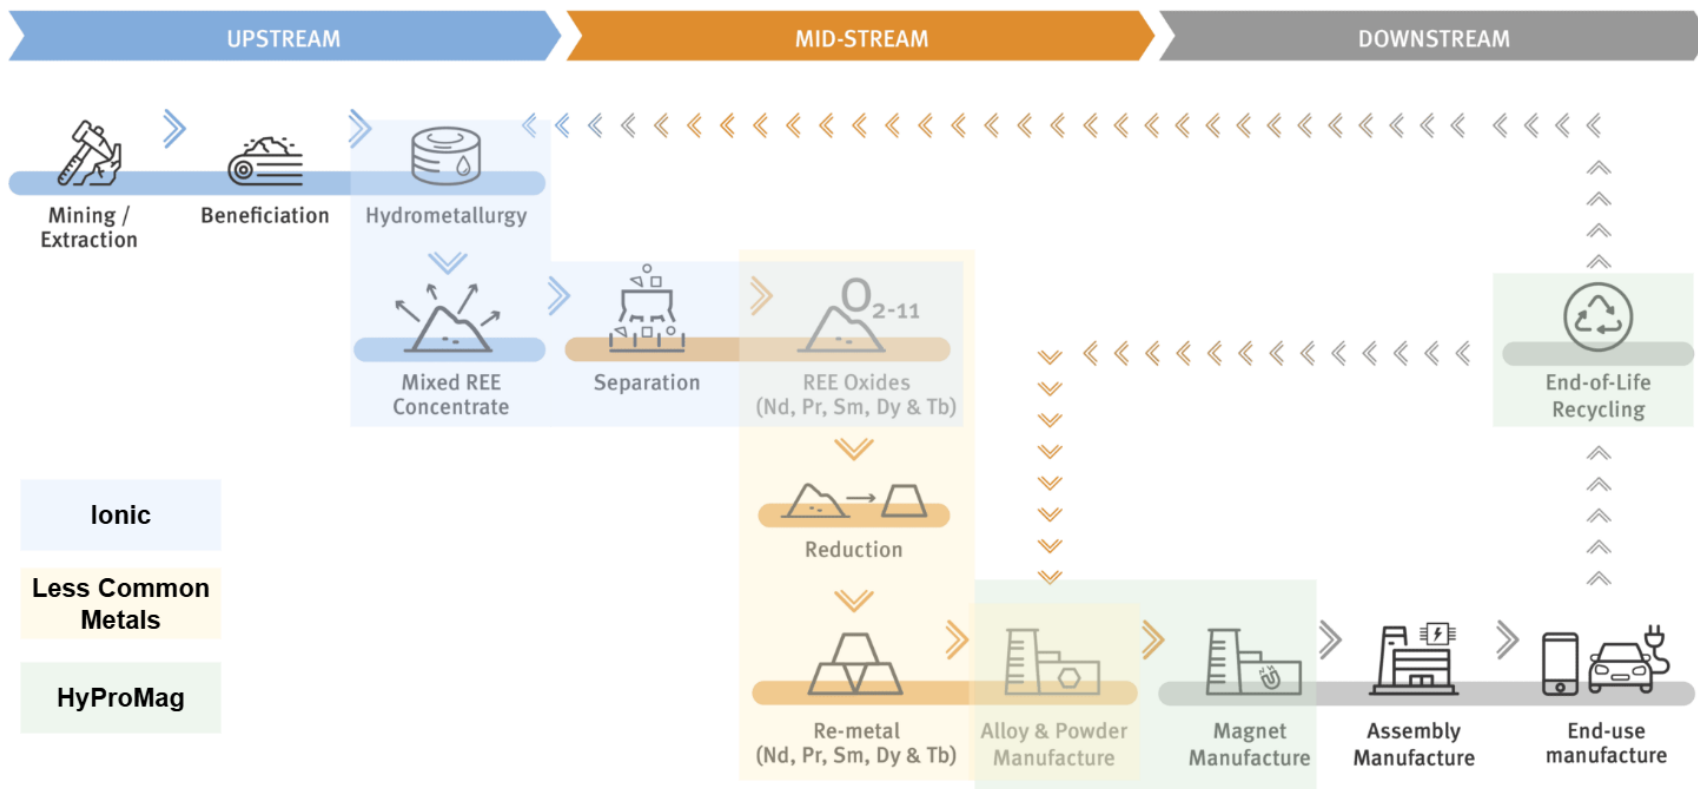 UPSTREAM
MID-STREAM
DOWNSTREAM
Mining /
Extraction
Beneficiation
Hydrometallurgy
Mixed REE
Concentrate
Separation
O₂₋₁₁
REE Oxides
(Nd, Pr, Sm, Dy & Tb)
End-of-Life
Recycling
Reduction
Ionic
Less Common
Metals
HyProMag
Re-metal
(Nd, Pr, Sm, Dy & Tb)
Alloy & Powder
Manufacture
Magnet
Manufacture
Assembly
Manufacture
End-use
manufacture